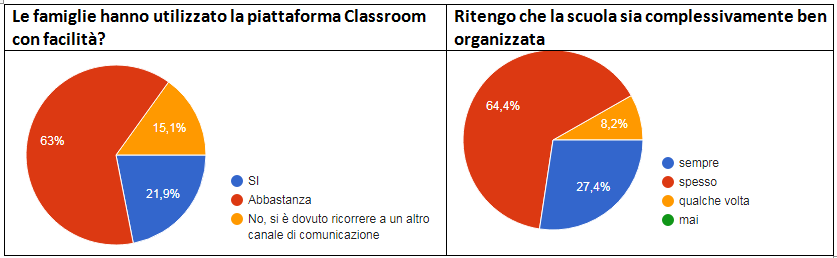 Le famiglie hanno utilizzato la piattaforma Classroom
con facilità?
63%
15,1%
21,9%
SI
Abbastanza
No, si è dovuto ricorrere a un altro
canale di comunicazione
Ritengo che la scuola sia complessivamente ben
organizzata
64,4%
8,2%
27,4%
sempre
spesso
qualche volta
mai